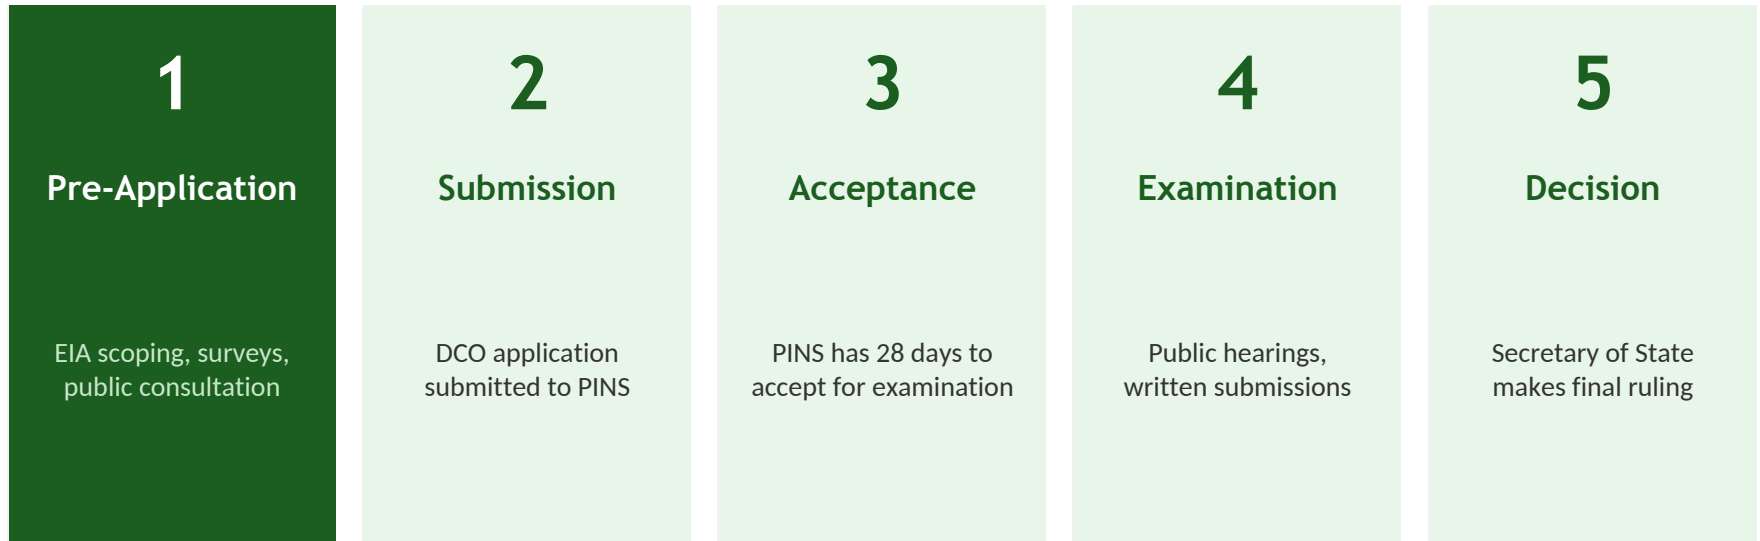 1
Pre-Application
EIA scoping, surveys,
public consultation
2
Submission
DCO application
submitted to PINS
3
Acceptance
PINS has 28 days to
accept for examination
4
Examination
Public hearings,
written submissions
5
Decision
Secretary of State
makes final ruling